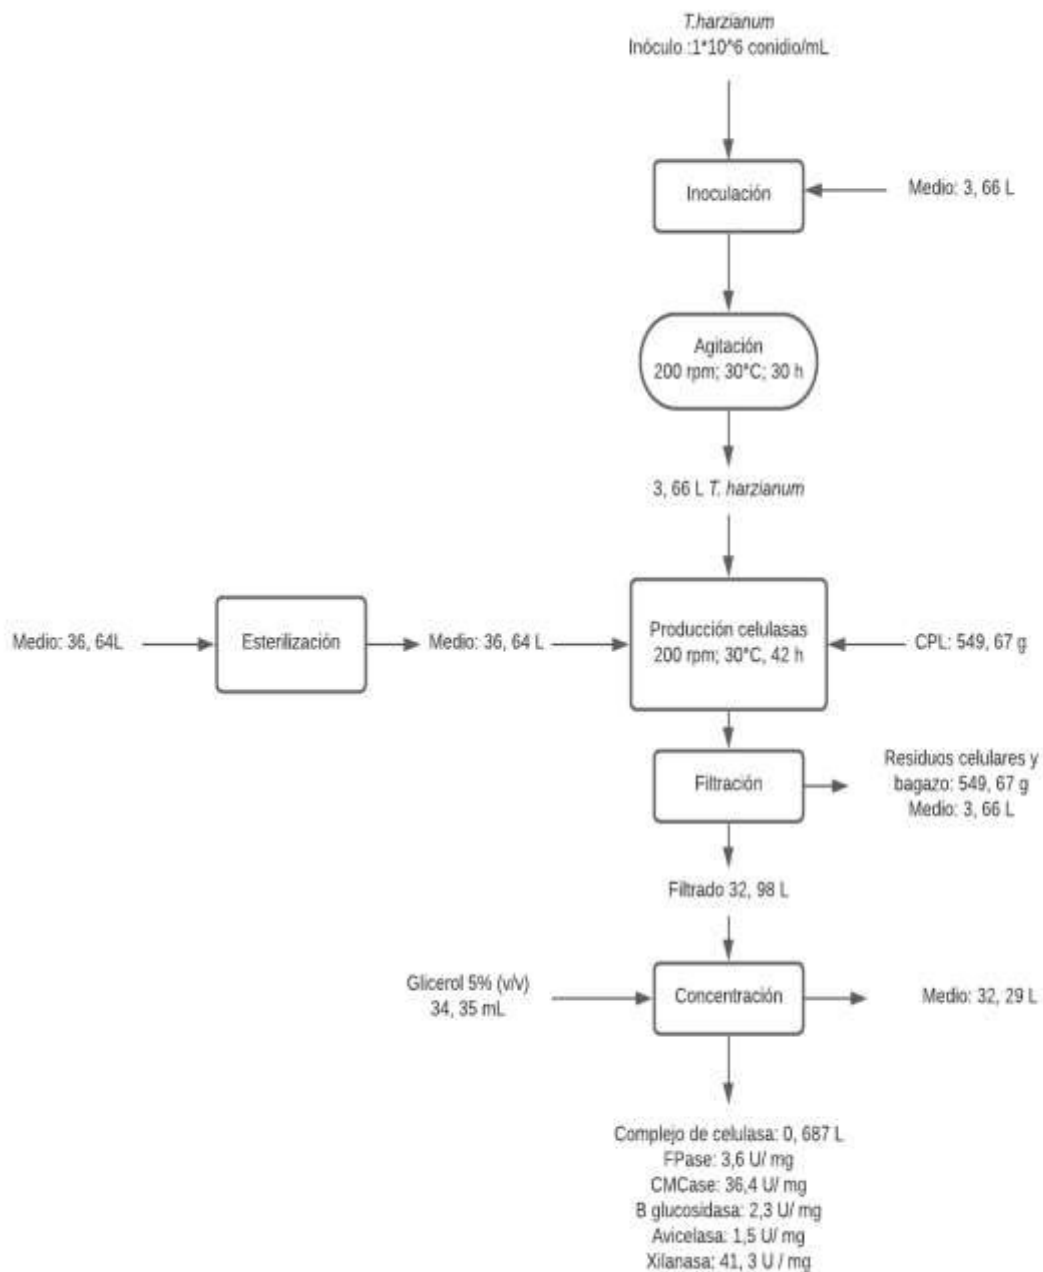 T.harzianum
Inóculo :1*10^6 conidio/mL
Inoculación
Medio: 3, 66 L
Agitación
200 rpm; 30°C; 30 h
3, 66 L T. harzianum
Medio: 36, 64L
Esterilización
Medio: 36, 64 L
Producción celulasas
200 rpm; 30°C, 42 h
CPL: 549, 67 g
Filtración
Residuos celulares y
bagazo: 549, 67 g
Medio: 3, 66 L
Filtrado 32, 98 L
Glicerol 5% (v/v)
34, 35 mL
Concentración
Medio: 32, 29 L
Complejo de celulasa: 0, 687 L
FPase: 3,6 U/ mg
CMCase: 36,4 U/ mg
B glucosidasa: 2,3 U/ mg
Avicelasa: 1,5 U/ mg
Xilanasa: 41, 3 U / mg